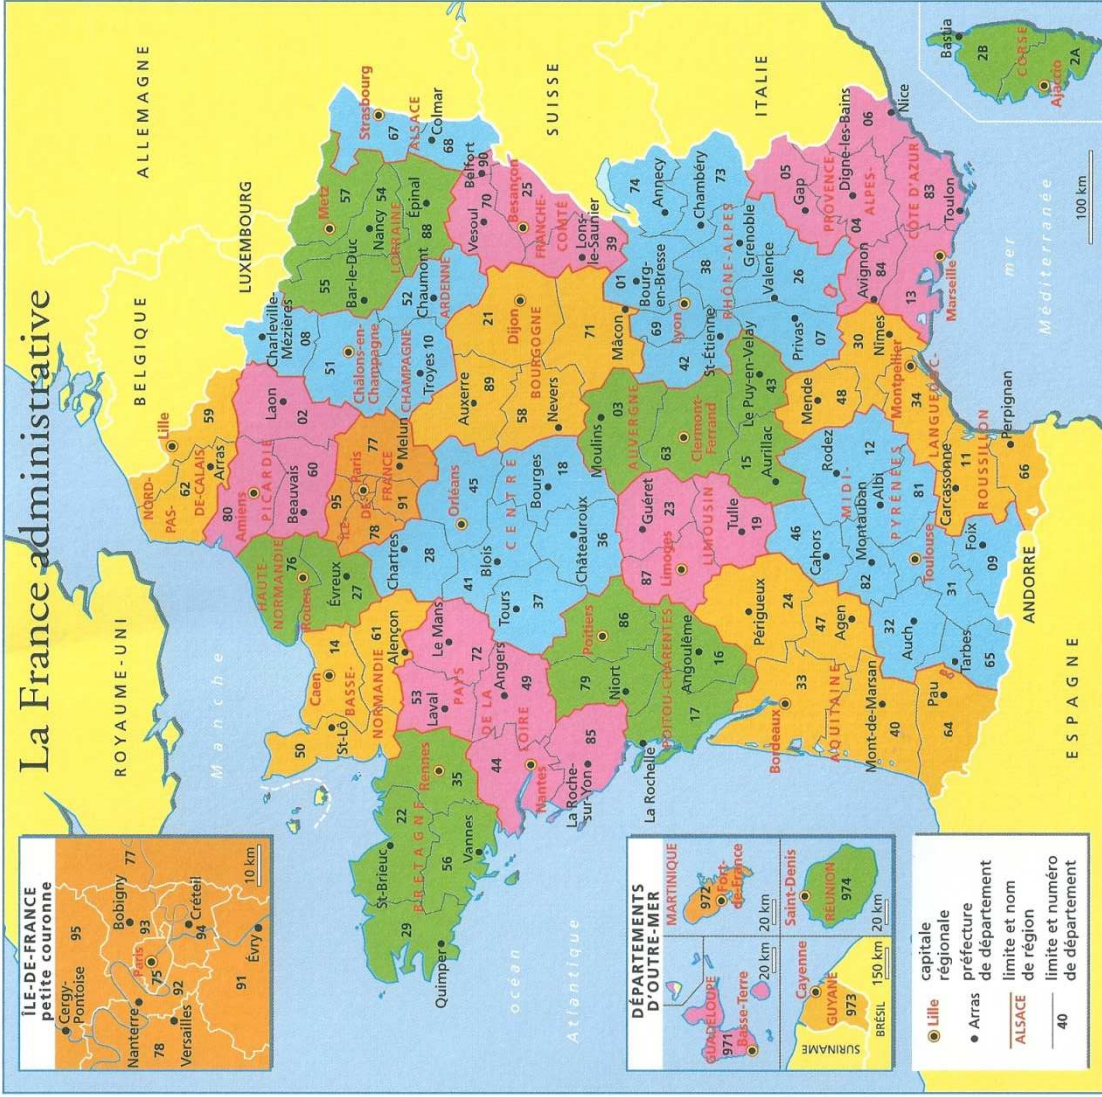 La France administrative
ROYAUME-UNI
BELGIQUE
LUXEMBOURG
ALLEMAGNE
SUISSE
ITALIE
ESPAGNE
ANDORRE
Manche
océan
Atlantique
mer
Méditerranée
100 km
NORD-
PAS-
DE-CALAIS
Lille
59
62
Arras
80
Amiens
PICARDIE
Beauvais
60
Laon
02
HAUTE
NORMANDIE
76
Rouen
Évreux
27
Caen
14
BASSE-
NORMANDIE
50
St-Lô
61
Alençon
95
ÎLE-
DE-
FRANCE
Paris
77
78
91
Melun
Charleville-
Mézières
08
51
Châlons-en-
Champagne
CHAMPAGNE
ARDENNE
Troyes
10
52
Chaumont
55
Bar-le-Duc
Metz
57
Nancy
54
LORRAINE
Épinal
88
Strasbourg
67
ALSACE
Colmar
68
BRETAGNE
St-Brieuc
22
29
Quimper
56
Vannes
Rennes
35
53
Laval
Le Mans
72
PAYS
DE LA
LOIRE
Angers
49
44
Nantes
La Roche-
sur-Yon
85
Chartres
28
Orléans
45
CENTRE
41
Blois
Tours
37
Bourges
18
Châteauroux
36
Auxerre
89
21
Dijon
BOURGOGNE
58
Nevers
71
Mâcon
Vesoul
70
Belfort
90
Besançon
25
FRANCHE-
COMTÉ
Lons-
le-Saunier
39
79
Niort
Poitiers
86
POITOU-CHARENTES
La Rochelle
17
Angoulême
16
87
Limoges
Guéret
23
LIMOUSIN
Tulle
19
Moulins
03
AUVERGNE
63
Clermont-
Ferrand
15
Aurillac
Le Puy-en-Velay
43
01
Bourg-
en-Bresse
74
Annecy
69
Lyon
42
St-Étienne
38
Chambéry
73
RHÔNE-ALPES
Grenoble
Valence
26
Privas
07
Bordeaux
33
AQUITAINE
Périgueux
24
47
Agen
Mont-de-Marsan
40
64
Pau
46
Cahors
Rodez
12
MIDI-
PYRÉNÉES
82
Montauban
Albi
81
Toulouse
31
32
Auch
Tarbes
65
Foix
09
Mende
48
30
Nîmes
Montpellier
34
LANGUEDOC-
ROUSSILLON
Carcassonne
11
Perpignan
66
05
Gap
PROVENCE
ALPES-
CÔTE D'AZUR
04
Digne-les-Bains
06
Nice
Avignon
84
13
Marseille
83
Toulon
Bastia
2B
CORSE
Ajaccio
2A
ÎLE-DE-FRANCE
petite couronne
Cergy-
Pontoise
95
Nanterre
Bobigny
77
93
Paris
75
92
78
Versailles
Créteil
94
91
Évry
10 km
DÉPARTEMENTS
D'OUTRE-MER
GUADELOUPE
971
Basse-Terre
20 km
MARTINIQUE
972
Fort-
de-France
20 km
Cayenne
GUYANE
973
SURINAME
BRÉSIL
150 km
Saint-Denis
RÉUNION
974
20 km
Lille
capitale
régionale
Arras
préfecture
de département
ALSACE
limite et nom
de région
40
limite et numéro
de département